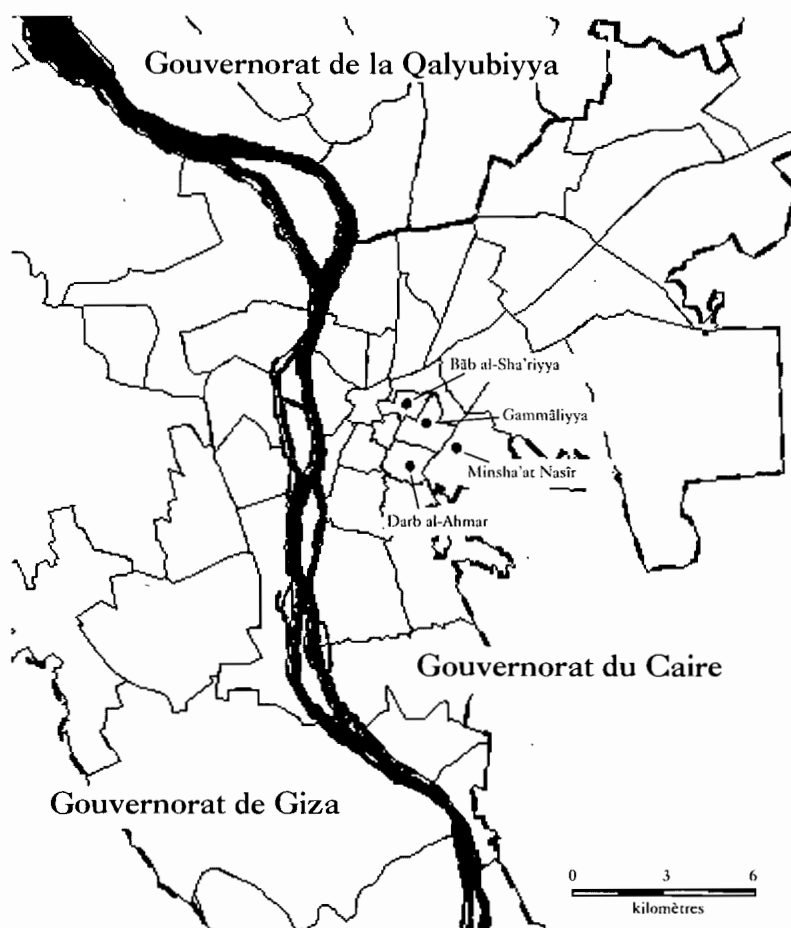 Gouvernorat de la Qalyubiyya
Bāb al-Sha'riyya
Gammâliyya
Minsha'at Nasîr
Darb al-Ahmar
Gouvernorat du Caire
Gouvernorat de Giza
0 3 6
kilomètres